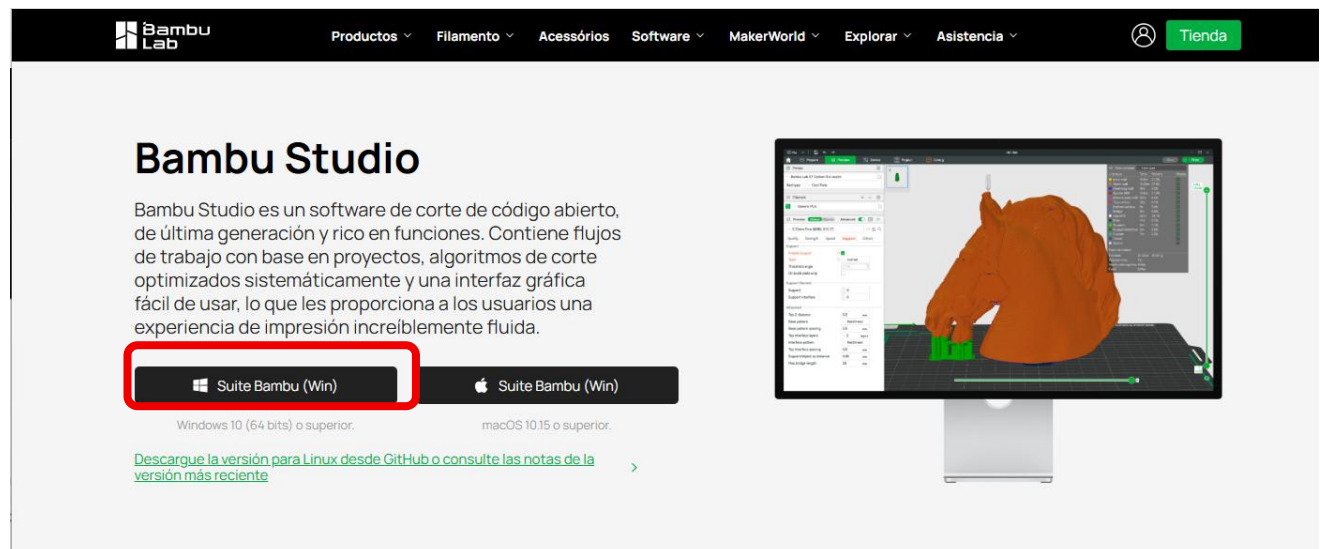 Bambu Lab
Productos
Filamento
Acessórios
Software
MakerWorld
Explorar
Asistencia
Tienda
Bambu Studio
Bambu Studio es un software de corte de código abierto,
de última generación y rico en funciones. Contiene flujos
de trabajo con base en proyectos, algoritmos de corte
optimizados sistemáticamente y una interfaz gráfica
fácil de usar, lo que les proporciona a los usuarios una
experiencia de impresión increíblemente fluida.
Suite Bambu (Win)
Suite Bambu (Win)
Windows 10 (64 bits) o superior.
macOS 10.15 o superior.
Descargue la versión para Linux desde GitHub o consulte las notas de la
versión más reciente